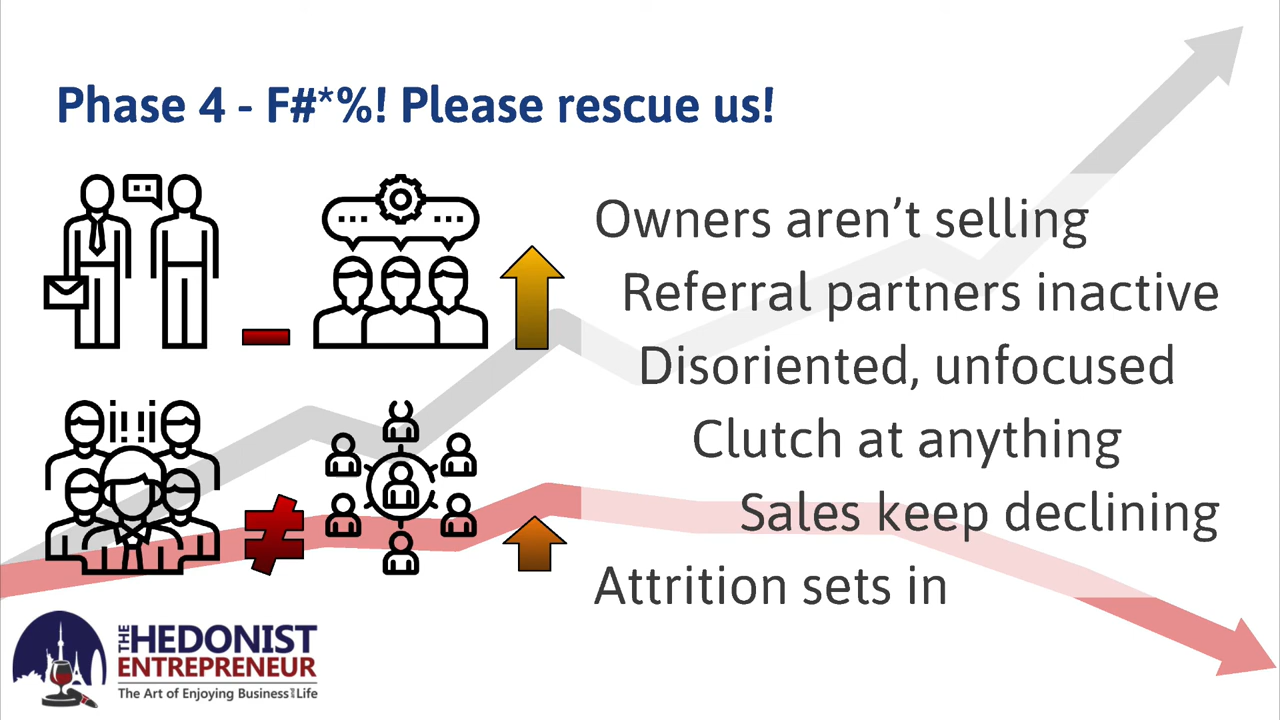 Phase 4 - F#*%! Please rescue us!
Owners aren't selling
Referral partners inactive
Disoriented, unfocused
Clutch at anything
Sales keep declining
Attrition sets in
THE HEDONIST
ENTREPRENEUR
The Art of Enjoying Business and Life